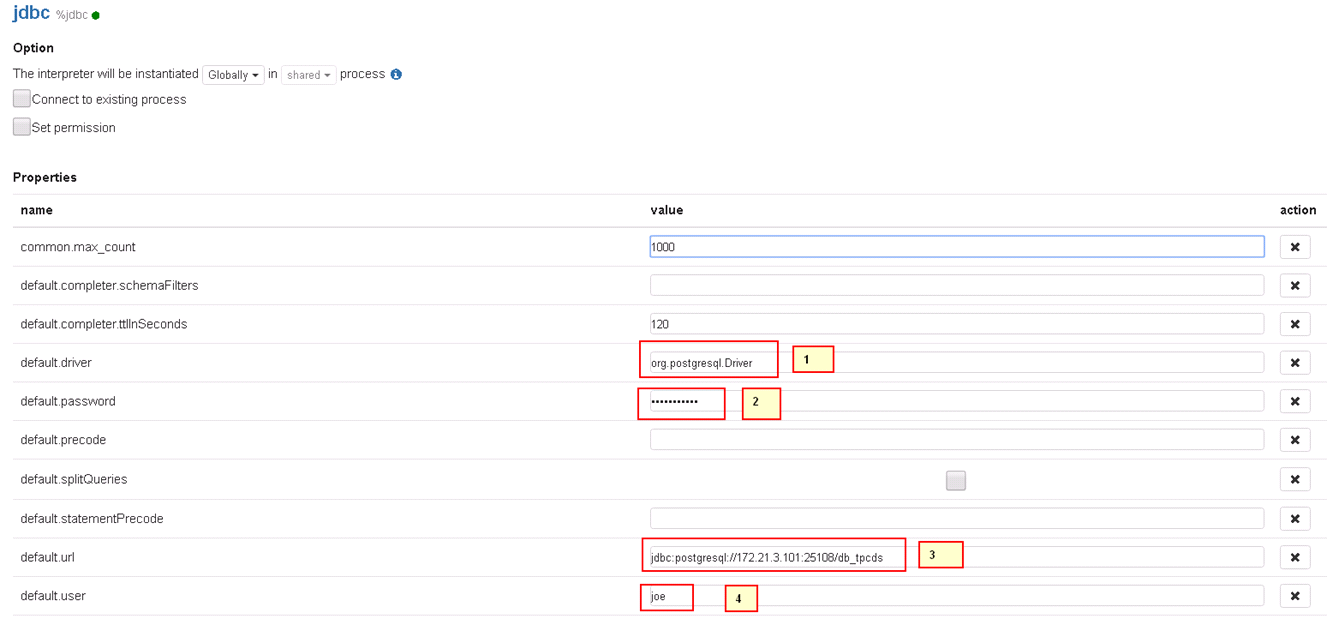 jdbc %jdbc
Option
The interpreter will be instantiated Globally in shared process
Connect to existing process
Set permission
Properties
name value action
common.max_count 1000
default.completer.schemaFilters
default.completer.ttlInSeconds 120
default.driver org.postgresql.Driver 1
default.password ••••••••••• 2
default.precode
default.splitQueries
default.statementPrecode
default.url jdbc:postgresql://172.21.3.101:25108/db_tpcds 3
default.user joe 4